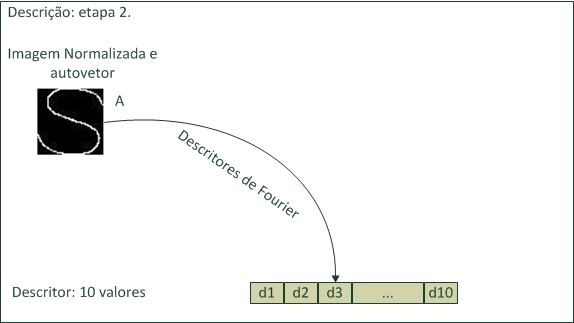 Descrição: etapa 2.
Imagem Normalizada e
autovetor
A
Descritores de Fourier
Descritor: 10 valores
d1 d2 d3 ... d10